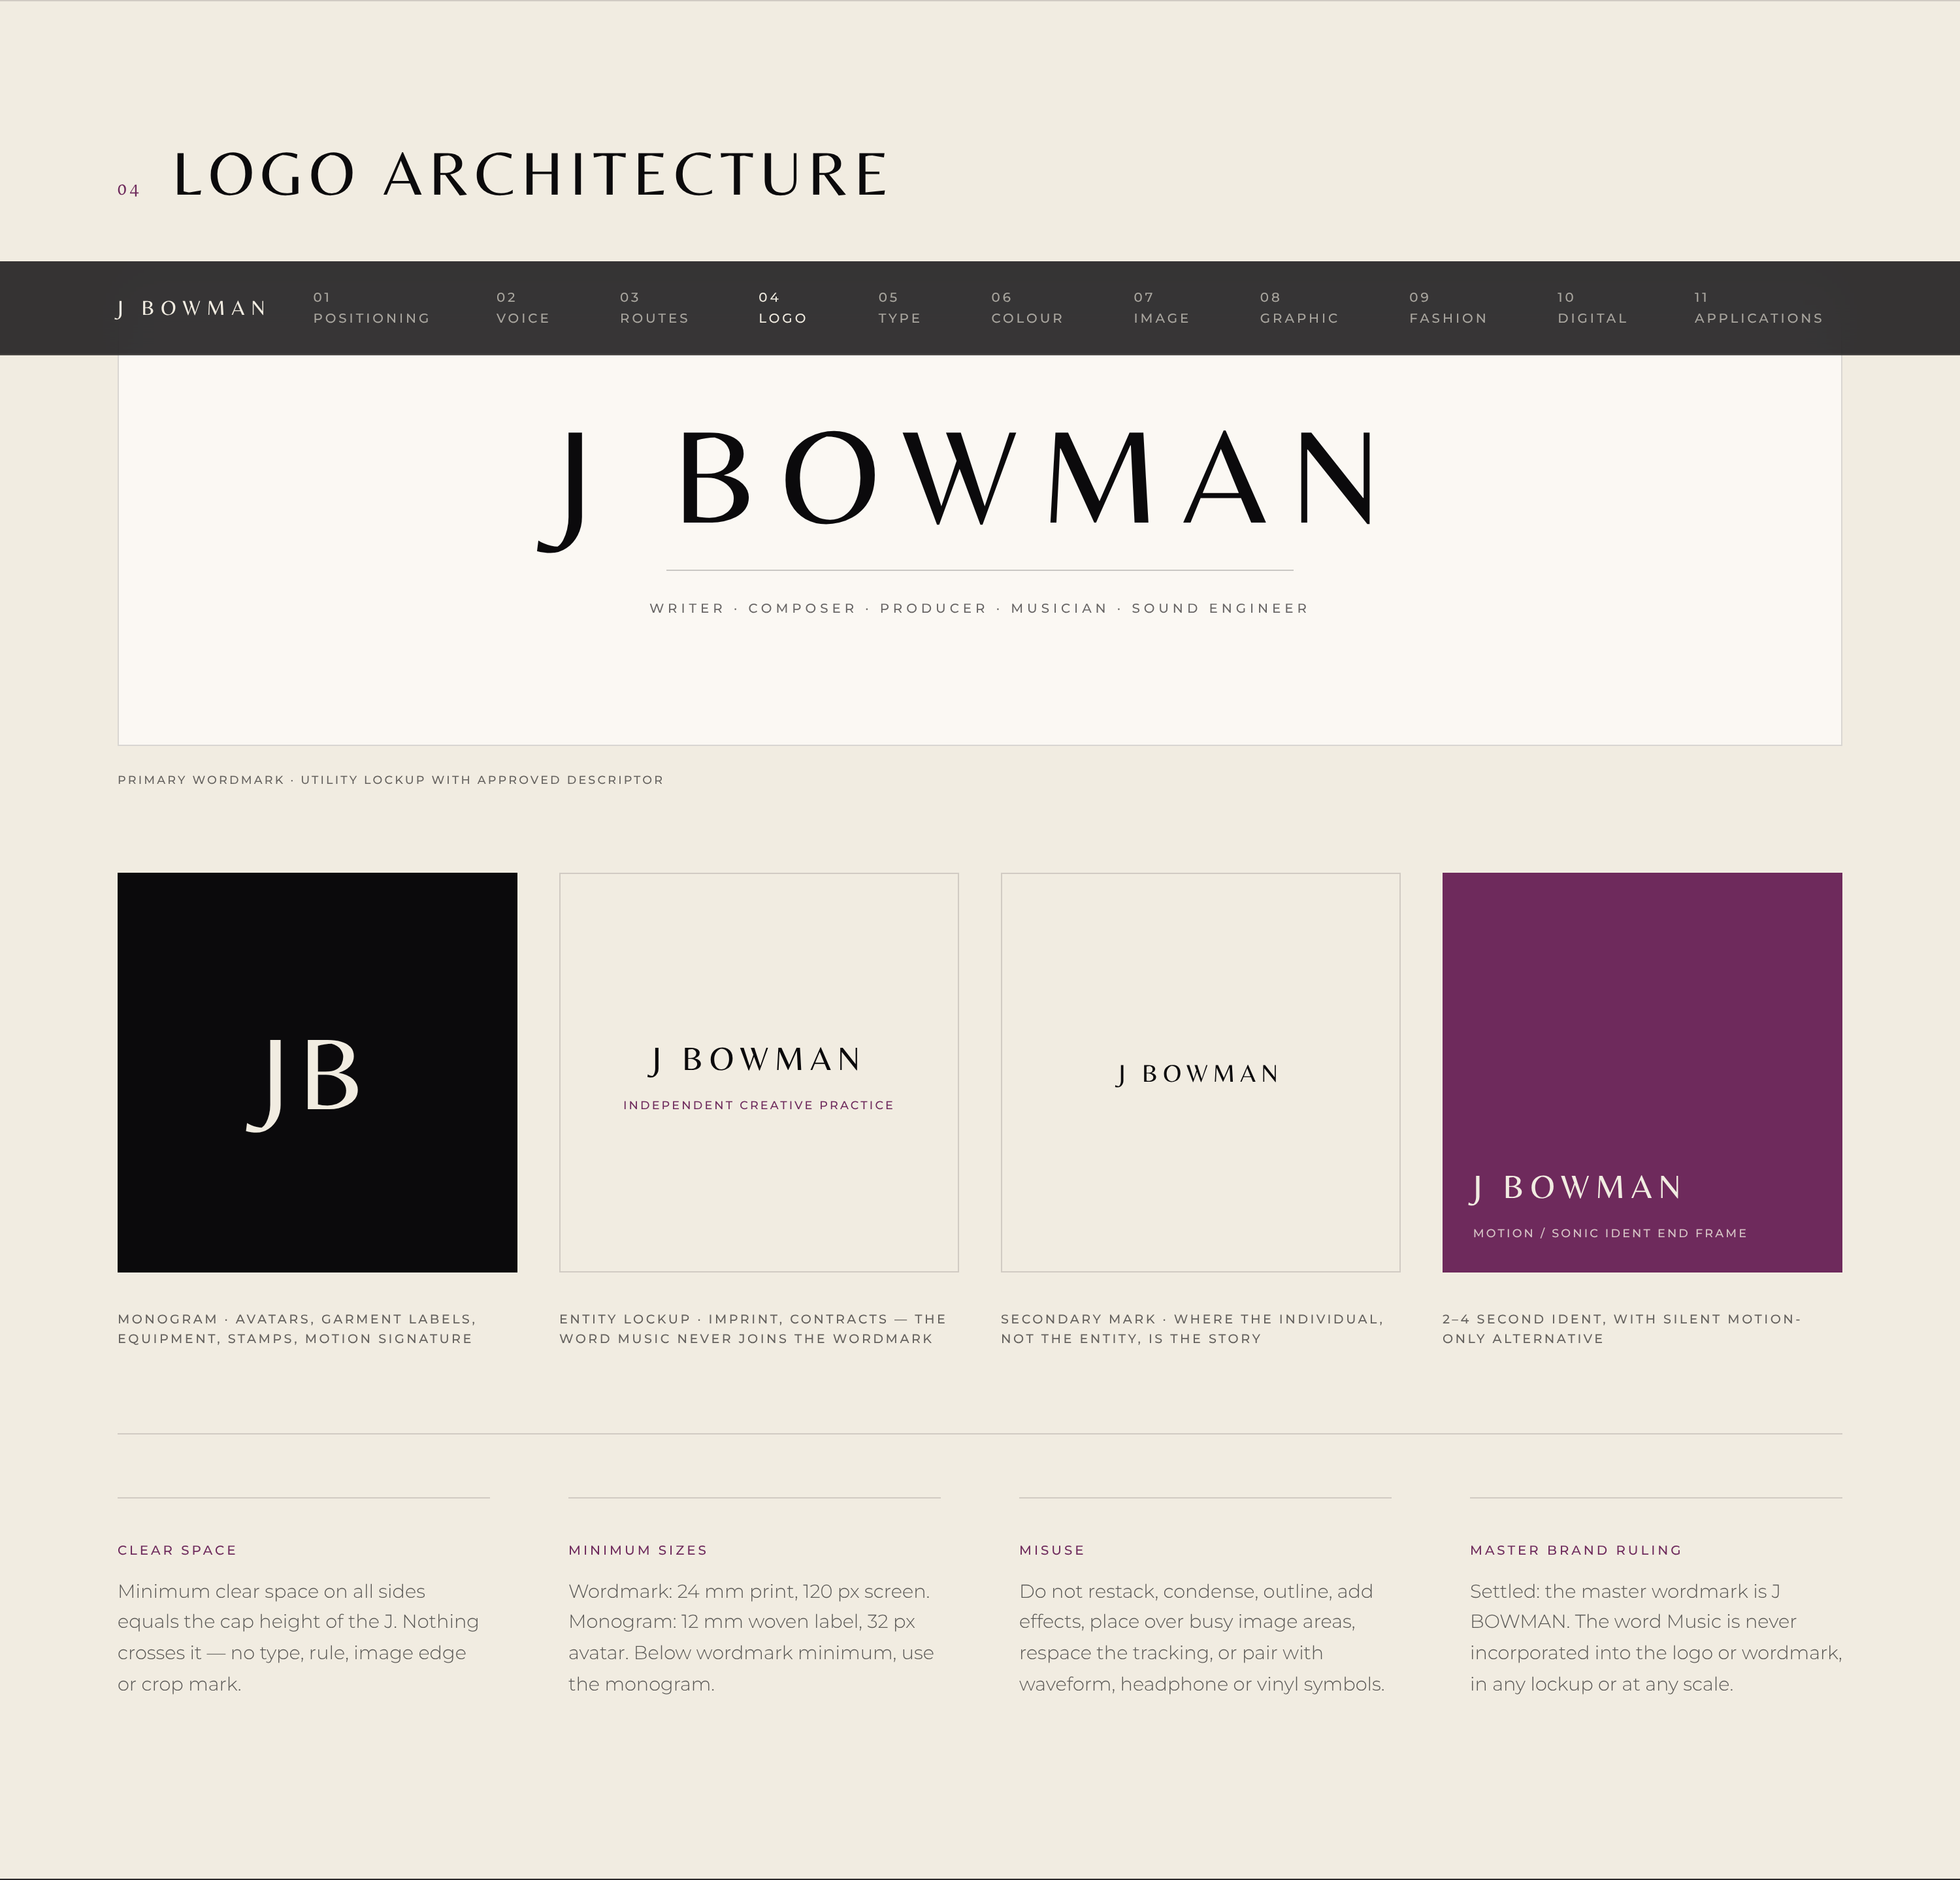 04 LOGO ARCHITECTURE
J BOWMAN
01 POSITIONING
02 VOICE
03 ROUTES
04 LOGO
05 TYPE
06 COLOUR
07 IMAGE
08 GRAPHIC
09 FASHION
10 DIGITAL
11 APPLICATIONS
J BOWMAN
WRITER · COMPOSER · PRODUCER · MUSICIAN · SOUND ENGINEER
PRIMARY WORDMARK · UTILITY LOCKUP WITH APPROVED DESCRIPTOR
JB
MONOGRAM · AVATARS, GARMENT LABELS,
EQUIPMENT, STAMPS, MOTION SIGNATURE
J BOWMAN
INDEPENDENT CREATIVE PRACTICE
ENTITY LOCKUP · IMPRINT, CONTRACTS — THE
WORD MUSIC NEVER JOINS THE WORDMARK
J BOWMAN
SECONDARY MARK · WHERE THE INDIVIDUAL,
NOT THE ENTITY, IS THE STORY
J BOWMAN
MOTION / SONIC IDENT END FRAME
2–4 SECOND IDENT, WITH SILENT MOTION-
ONLY ALTERNATIVE
CLEAR SPACE
Minimum clear space on all sides
equals the cap height of the J. Nothing
crosses it — no type, rule, image edge
or crop mark.
MINIMUM SIZES
Wordmark: 24 mm print, 120 px screen.
Monogram: 12 mm woven label, 32 px
avatar. Below wordmark minimum, use
the monogram.
MISUSE
Do not restack, condense, outline, add
effects, place over busy image areas,
respace the tracking, or pair with
waveform, headphone or vinyl symbols.
MASTER BRAND RULING
Settled: the master wordmark is J
BOWMAN. The word Music is never
incorporated into the logo or wordmark,
in any lockup or at any scale.